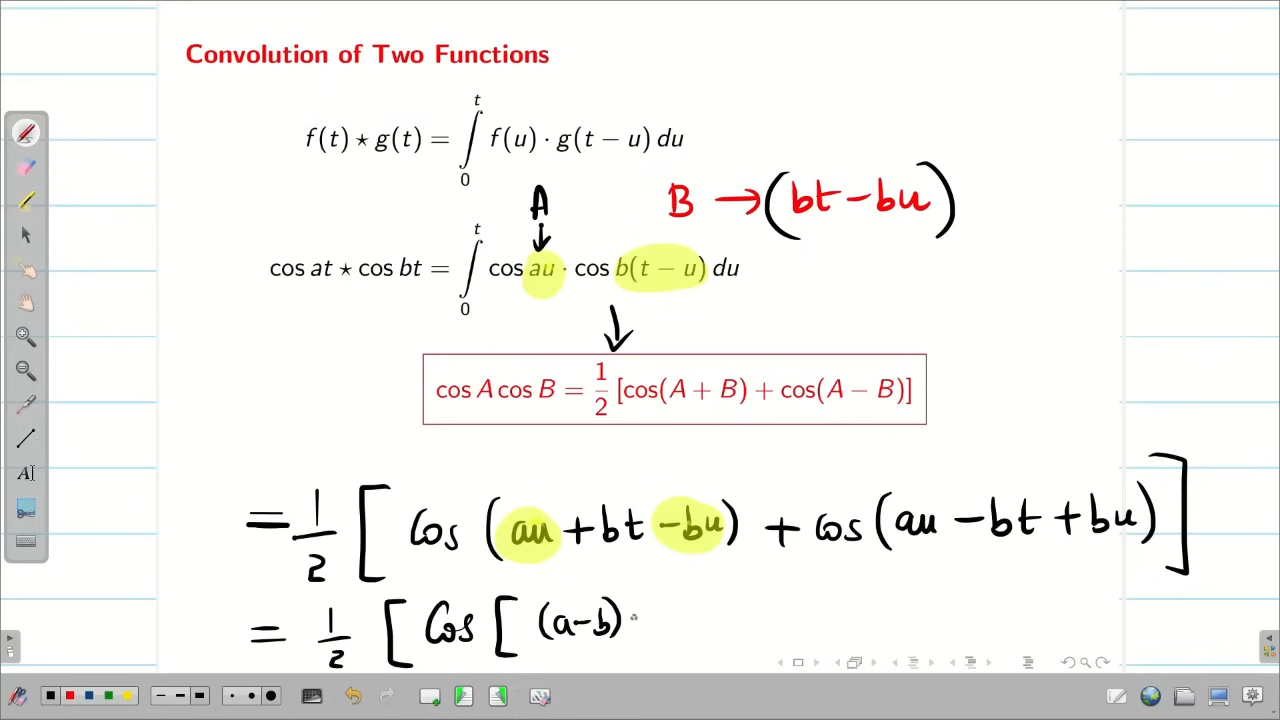 Convolution of Two Functions
f(t) ⋆ g(t) = ∫₀ᵗ f(u) · g(t − u) du
A
B → (bt − bu)
cos at ⋆ cos bt = ∫₀ᵗ cos au · cos b(t − u) du
cos A cos B = 1/2 [cos(A + B) + cos(A − B)]
= 1/2 [ Cos (au + bt − bu) + cos (au − bt + bu) ]
= 1/2 [ Cos [ (a−b)
AI